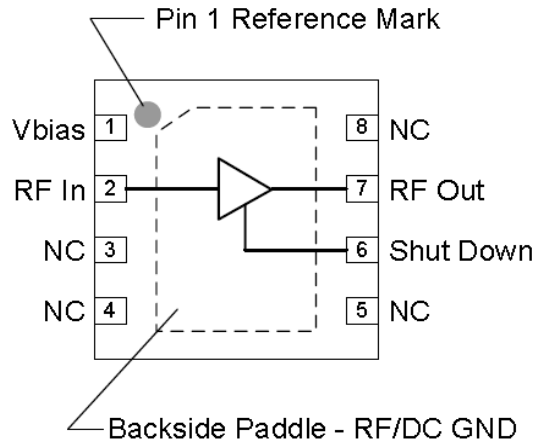 Pin 1 Reference Mark
Vbias 1
8 NC
RF In 2
7 RF Out
NC 3
6 Shut Down
NC 4
5 NC
Backside Paddle - RF/DC GND